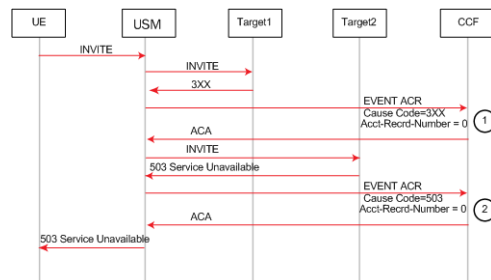 UE USM Target1 Target2 CCF
INVITE
INVITE
3XX
EVENT ACR
Cause Code=3XX
Acct-Recrd-Number = 0
1
ACA
INVITE
503 Service Unavailable
EVENT ACR
Cause Code=503
Acct-Recrd-Number = 0
2
ACA
503 Service Unavailable